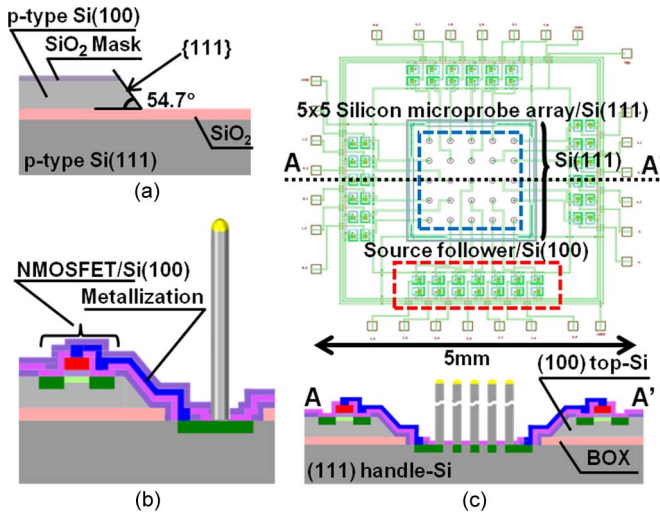 p-type Si(100)
SiO2 Mask
{111}
54.7°
SiO2
p-type Si(111)
(a)
NMOSFET/Si(100)
Metallization
(b)
5x5 Silicon microprobe array/Si(111)
A
Si(111)
A
Source follower/Si(100)
5mm
(100) top-Si
A
A'
(111) handle-Si
BOX
(c)